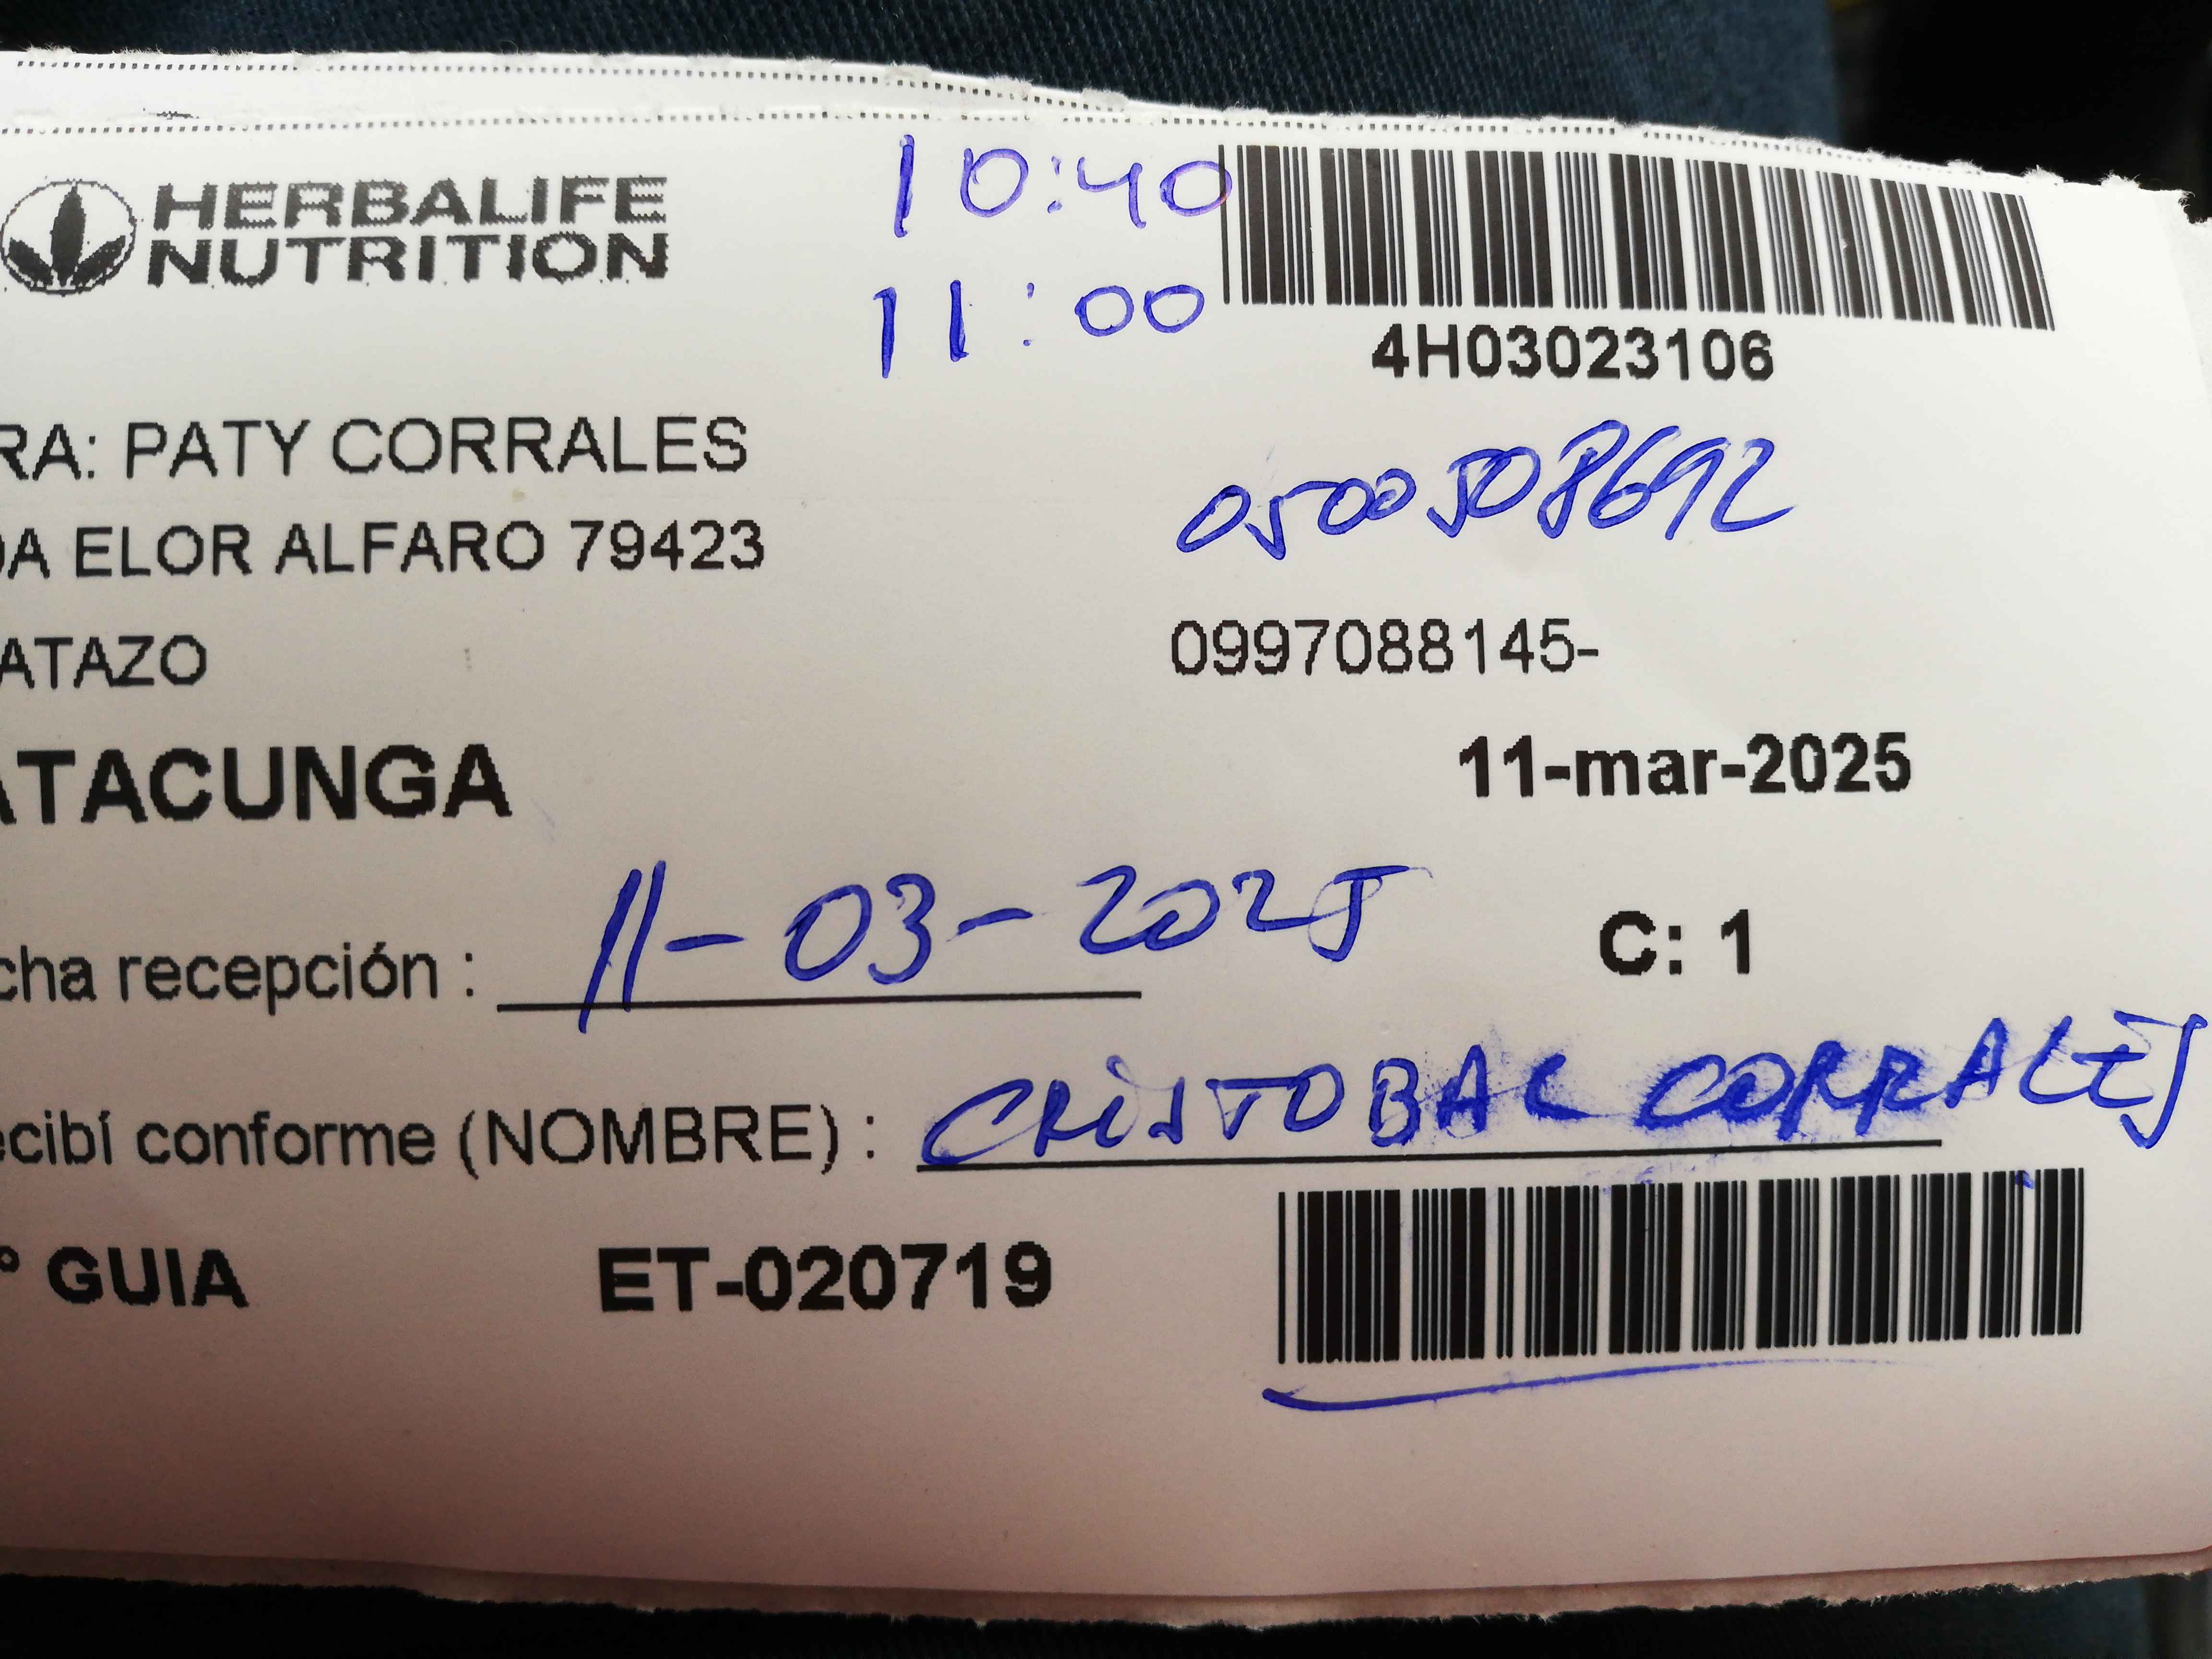 HERBALIFE
NUTRITION
10:40
11:00
4H03023106
RA: PATY CORRALES
0500508692
DA ELOR ALFARO 79423
ATAZO
0997088145-
ATACUNGA
11-mar-2025
cha recepción : 11-03-2025
C: 1
ecibí conforme (NOMBRE) : CRISTOBAL CORRALES
° GUIA ET-020719